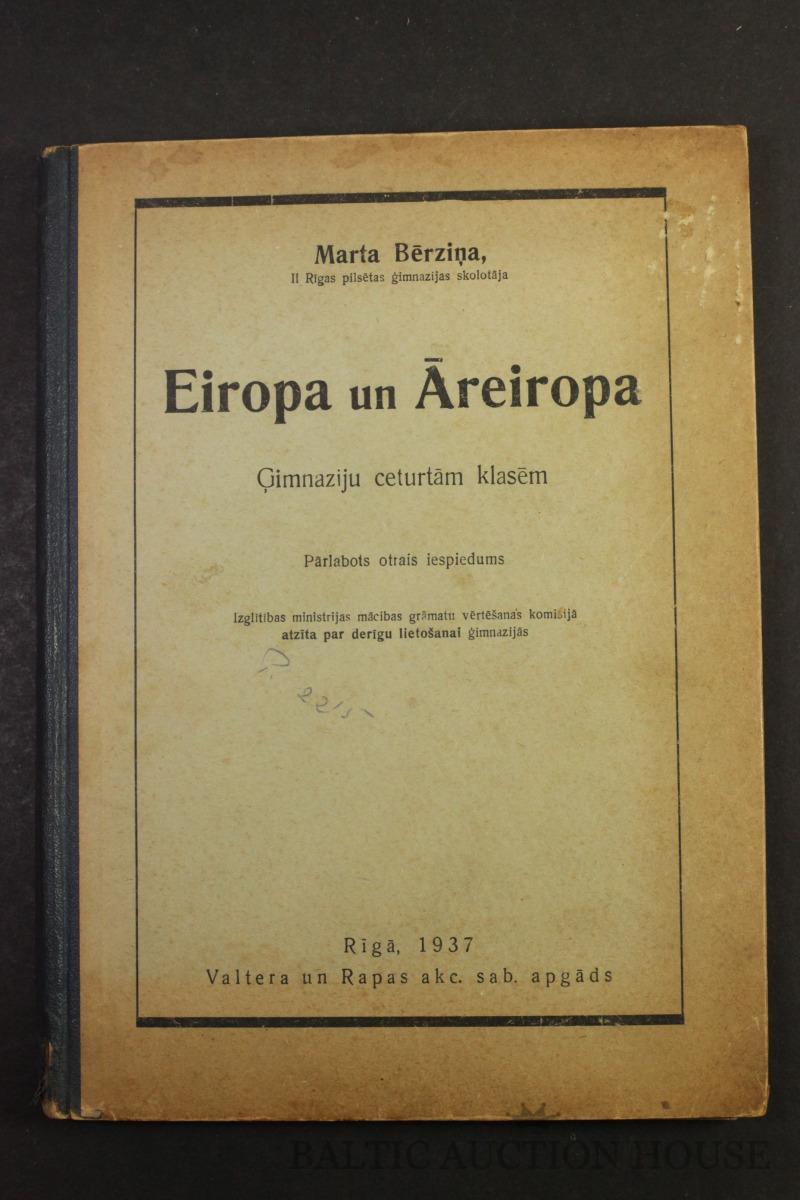 Marta Bērziņa,
II Rīgas pilsētas ģimnazijas skolotāja
Eiropa un Āreiropa
Ģimnaziju ceturtām klasēm
Pārlabots otrais iespiedums
Izglītības ministrijas mācības grāmatu vērtēšanas komisijā
atzīta par derīgu lietošanai ģimnazijās
Rīgā, 1937
Valtera un Rapas akc. sab. apgāds
BALTIC AUCTION HOUSE